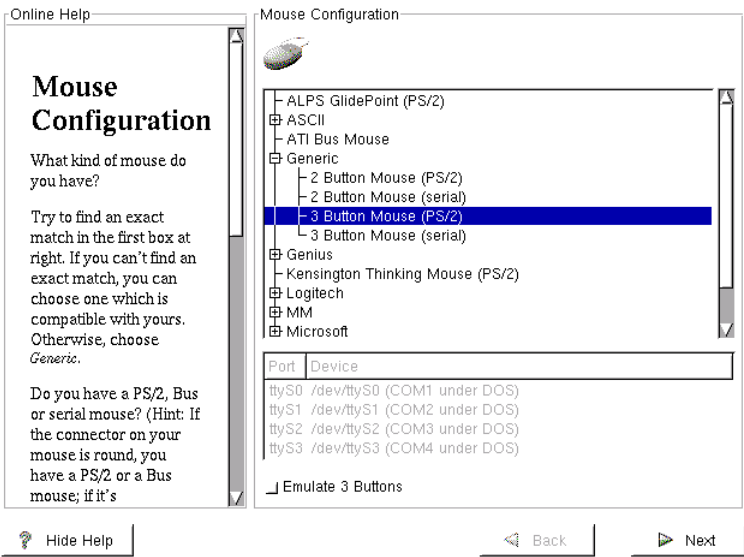 Online Help
Mouse
Configuration
What kind of mouse do
you have?
Try to find an exact
match in the first box at
right. If you can't find an
exact match, you can
choose one which is
compatible with yours.
Otherwise, choose
Generic.
Do you have a PS/2, Bus
or serial mouse? (Hint: If
the connector on your
mouse is round, you
have a PS/2 or a Bus
mouse; if it's
Mouse Configuration
ALPS GlidePoint (PS/2)
ASCII
ATI Bus Mouse
Generic
2 Button Mouse (PS/2)
2 Button Mouse (serial)
3 Button Mouse (PS/2)
3 Button Mouse (serial)
Genius
Kensington Thinking Mouse (PS/2)
Logitech
MM
Microsoft
Port Device
ttyS0 /dev/ttyS0 (COM1 under DOS)
ttyS1 /dev/ttyS1 (COM2 under DOS)
ttyS2 /dev/ttyS2 (COM3 under DOS)
ttyS3 /dev/ttyS3 (COM4 under DOS)
Emulate 3 Buttons
Hide Help
Back
Next